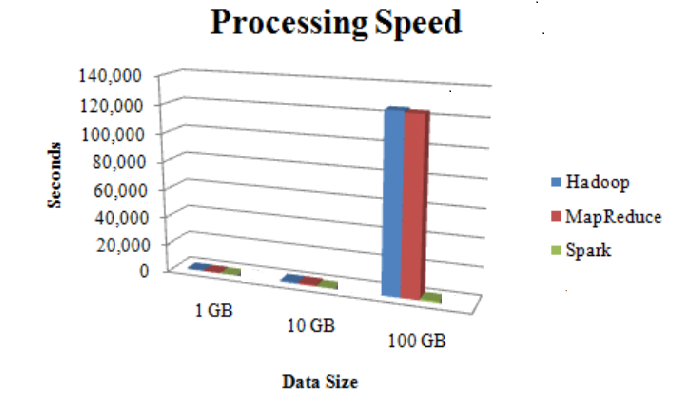 Processing Speed
140,000
120,000
100,000
80,000
60,000
40,000
20,000
0
Seconds
1 GB
10 GB
100 GB
Data Size
Hadoop
MapReduce
Spark